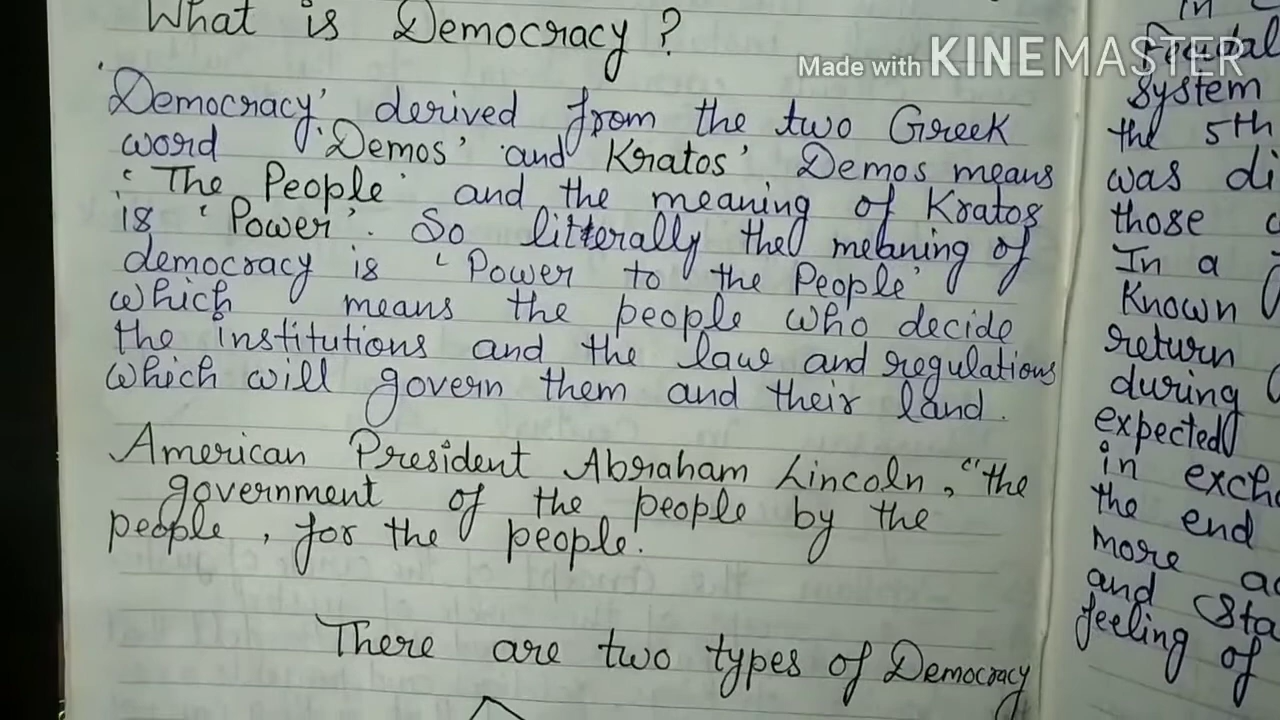 What is Democracy ?
Made with KINEMASTER
'Democracy' derived from the two Greek
word 'Demos' and Kratos' Demos means
'The People' and the meaning of Kratos
is 'Power'. So litterally the meaning of
democracy is 'Power to the People'
which means the people who decide
the institutions and the law and regulations
which will govern them and their land.
American President Abraham Lincoln, "the
government of the people by the
people, for the people.
There are two types of Democracy
in
Feudal
system
the 5th
was di
those
In a
Known
return
during
expected
in excha
the end
more
and Sta
feeling of